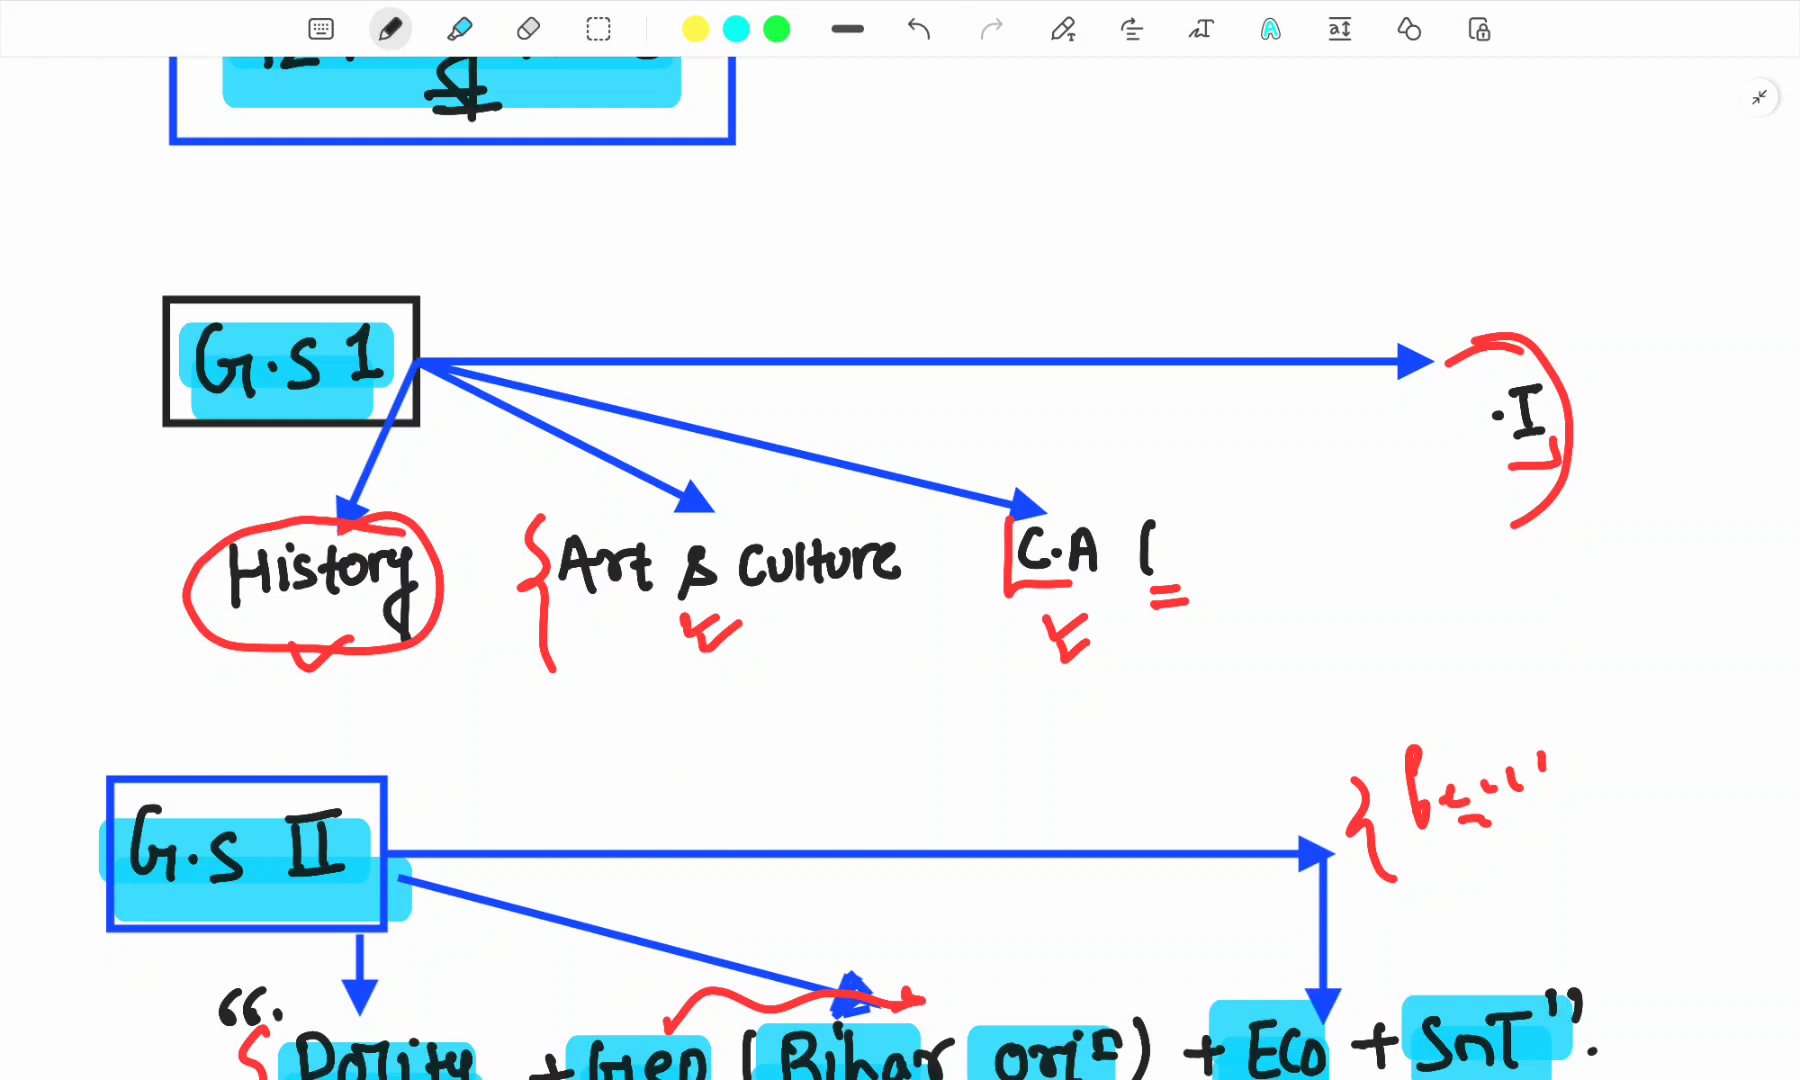 G.S 1
.I
History Art & Culture C.A (
G.S II
". Polity + Geo (Bihar ori) + Eco + SnT".